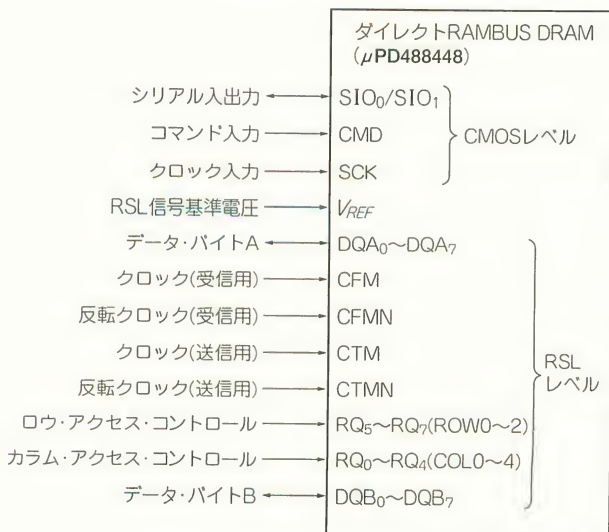 ダイレクトRAMBUS DRAM
(μPD488448)
シリアル入出力 SIO₀/SIO₁
コマンド入力 CMD
クロック入力 SCK
CMOSレベル
RSL信号基準電圧 VREF
データ・バイトA DQA₀〜DQA₇
クロック(受信用) CFM
反転クロック(受信用) CFMN
クロック(送信用) CTM
反転クロック(送信用) CTMN
ロウ・アクセス・コントロール RQ₅〜RQ₇(ROW0〜2)
カラム・アクセス・コントロール RQ₀〜RQ₄(COL0〜4)
データ・バイトB DQB₀〜DQB₇
RSL
レベル